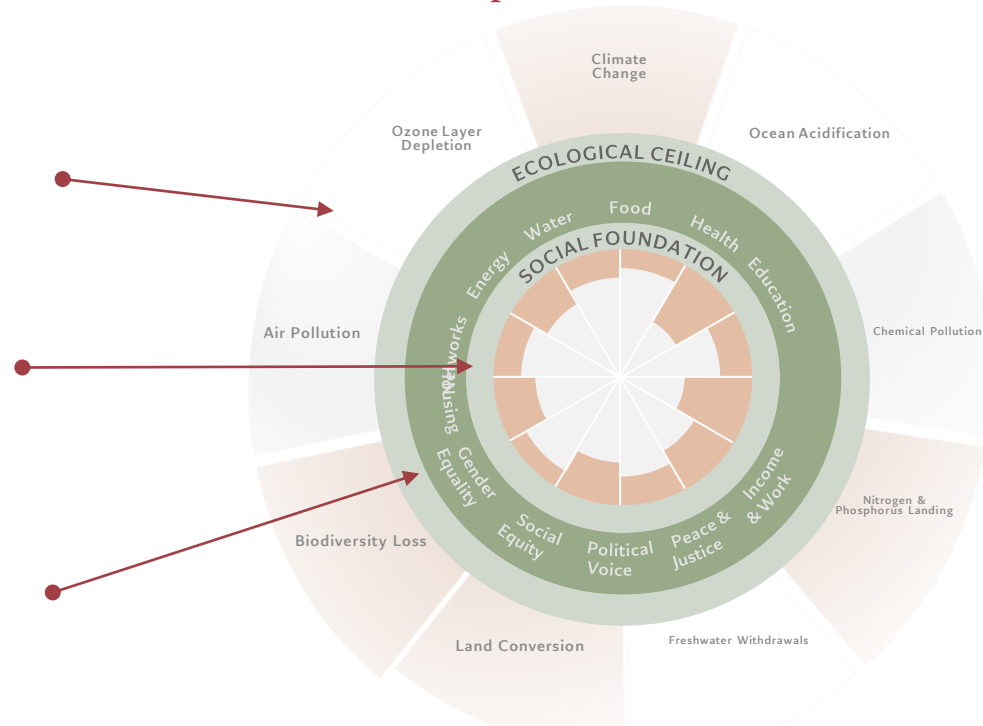 Climate
Change
Ozone Layer
Depletion
Ocean Acidification
ECOLOGICAL CEILING
Food
Water
Health
SOCIAL FOUNDATION
Energy
Education
Networks
Air Pollution
Chemical Pollution
Housing
Gender
Equality
Income
& Work
Nitrogen &
Phosphorus Landing
Biodiversity Loss
Social
Equity
Political
Voice
Peace &
Justice
Land Conversion
Freshwater Withdrawals